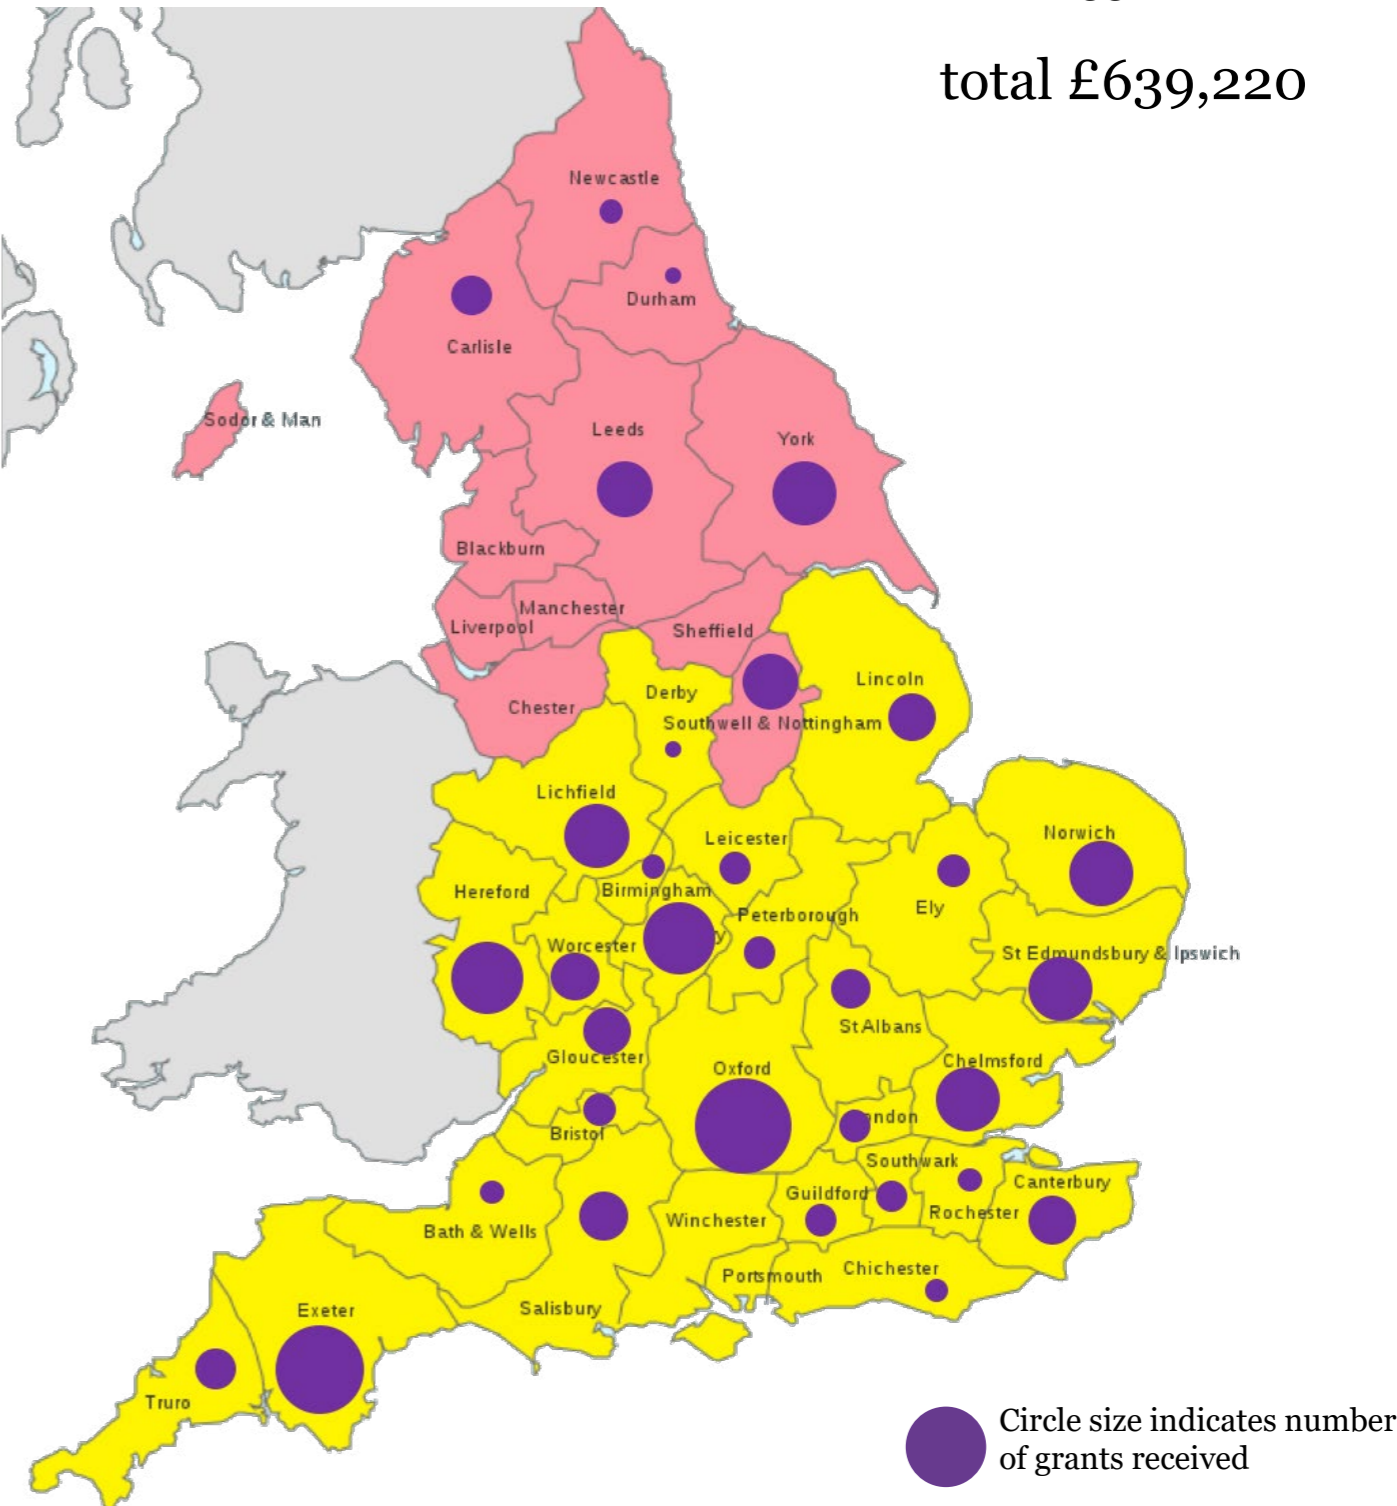 total £639,220
Newcastle
Durham
Carlisle
Sodor & Man
Leeds
York
Blackburn
Manchester
Liverpool
Sheffield
Chester
Derby
Lincoln
Southwell & Nottingham
Lichfield
Leicester
Norwich
Hereford
Birmingham
Ely
Peterborough
Worcester
St Edmundsbury & Ipswich
St Albans
Gloucester
Chelmsford
Oxford
Bristol
Southwark
Canterbury
Guildford
Rochester
Winchester
Bath & Wells
Chichester
Portsmouth
Salisbury
Exeter
Truro
Circle size indicates number
of grants received